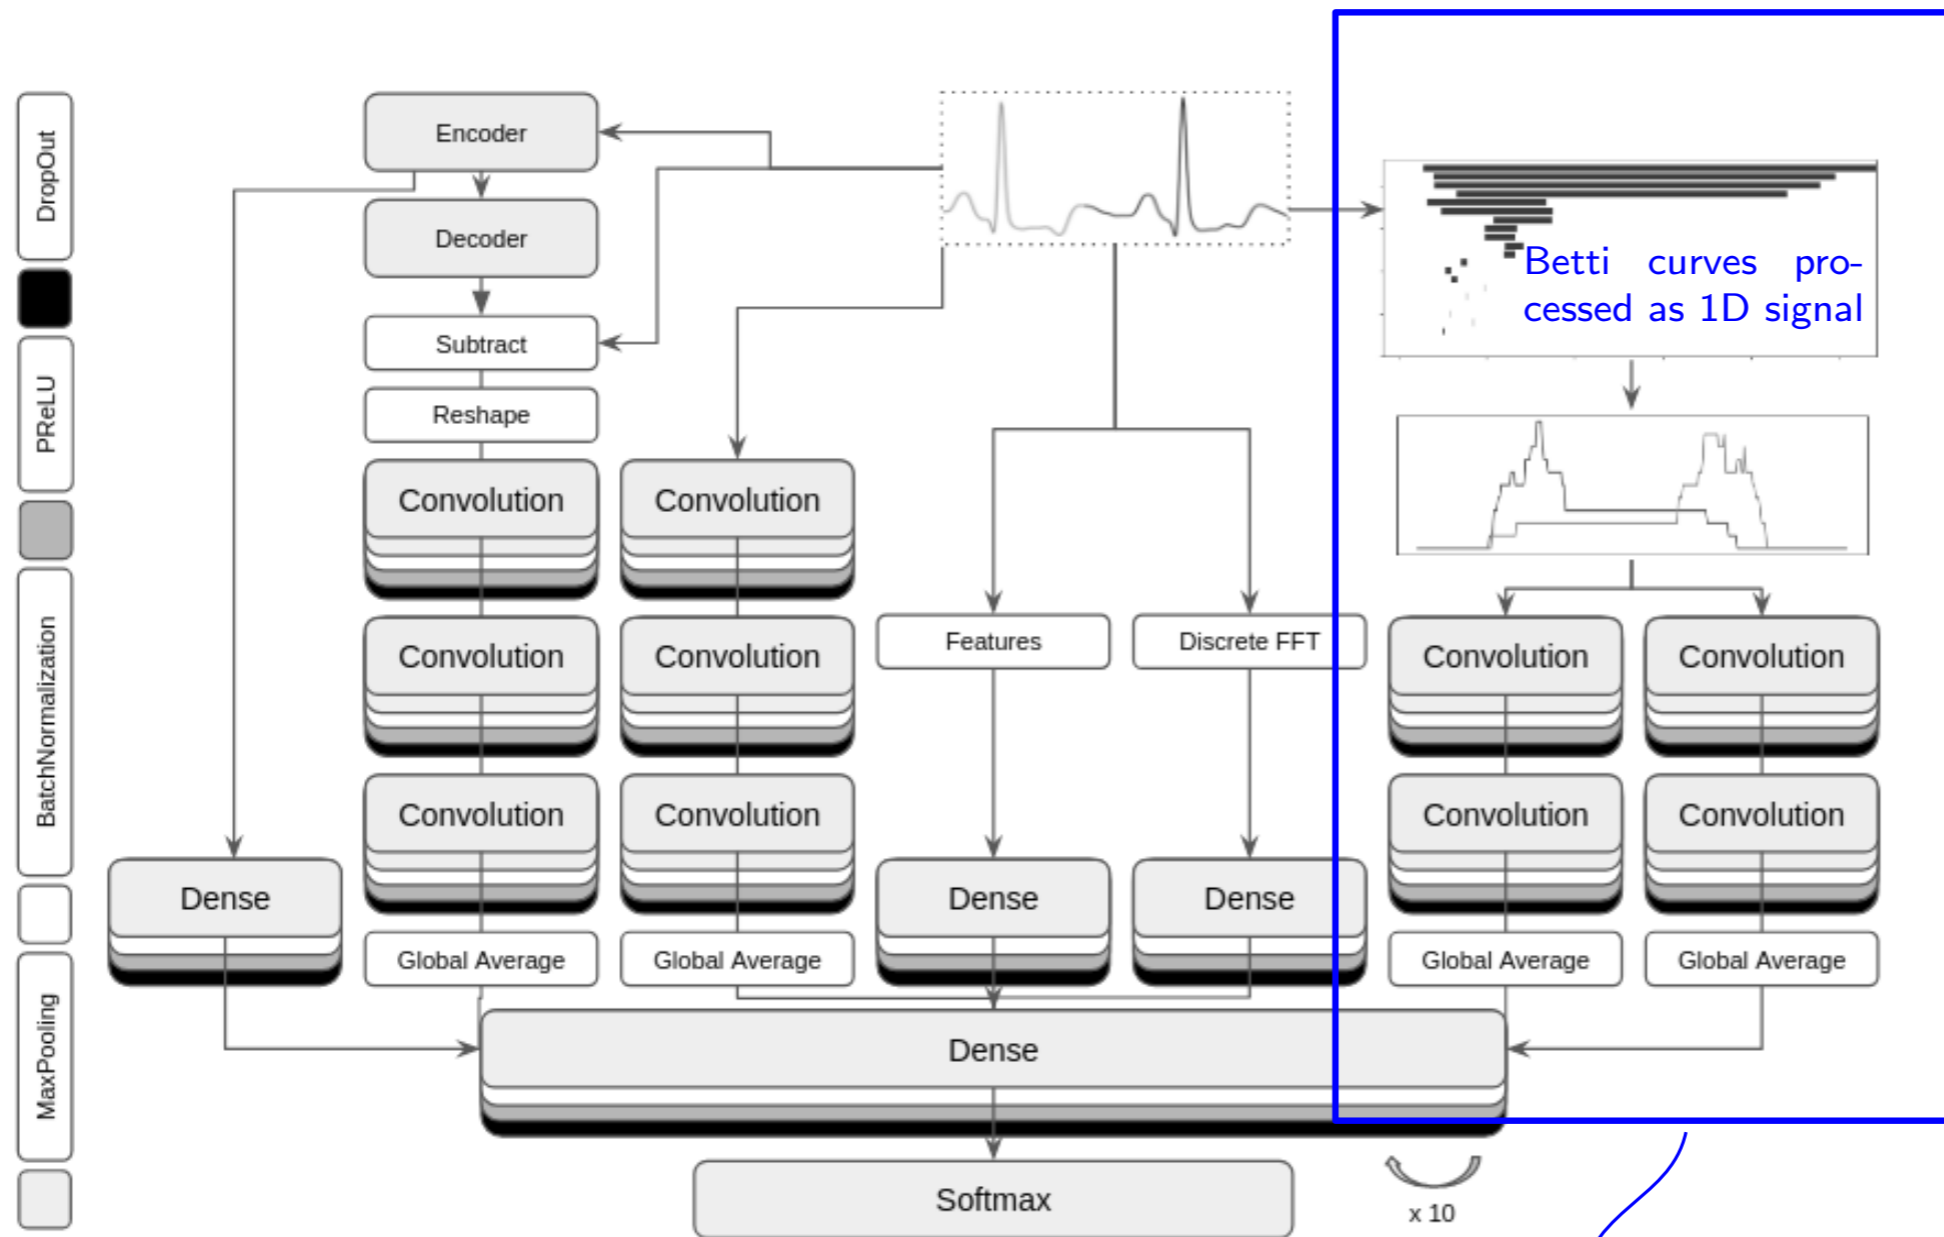 DropOut
PReLU
BatchNormalization
MaxPooling
Encoder
Decoder
Subtract
Reshape
Betti curves pro-
cessed as 1D signal
Convolution
Convolution
Features
Discrete FFT
Convolution
Convolution
Convolution
Convolution
Convolution
Convolution
Convolution
Convolution
Dense
Dense
Dense
Global Average
Global Average
Global Average
Global Average
Dense
Softmax
x 10